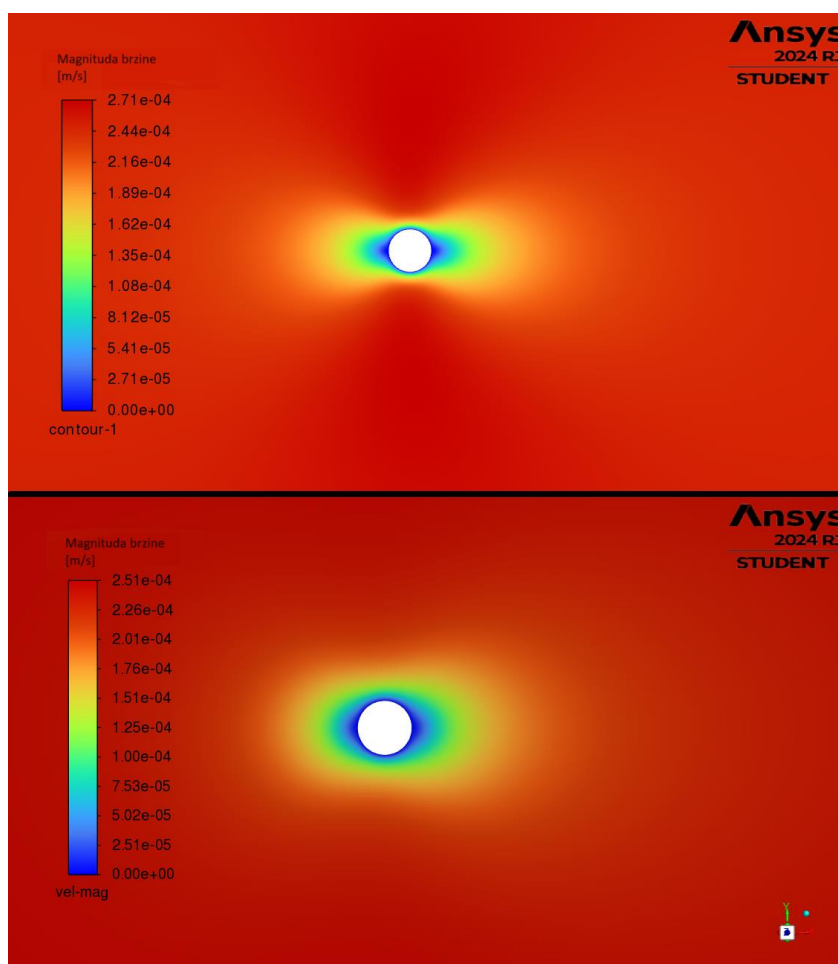 Ansys
2024 R
STUDENT
Magnituda brzine
[m/s]
2.71e-04
2.44e-04
2.16e-04
1.89e-04
1.62e-04
1.35e-04
1.08e-04
8.12e-05
5.41e-05
2.71e-05
0.00e+00
contour-1
Ansys
2024 R
STUDENT
Magnituda brzine
[m/s]
2.51e-04
2.26e-04
2.01e-04
1.76e-04
1.51e-04
1.25e-04
1.00e-04
7.53e-05
5.02e-05
2.51e-05
0.00e+00
vel-mag
Y